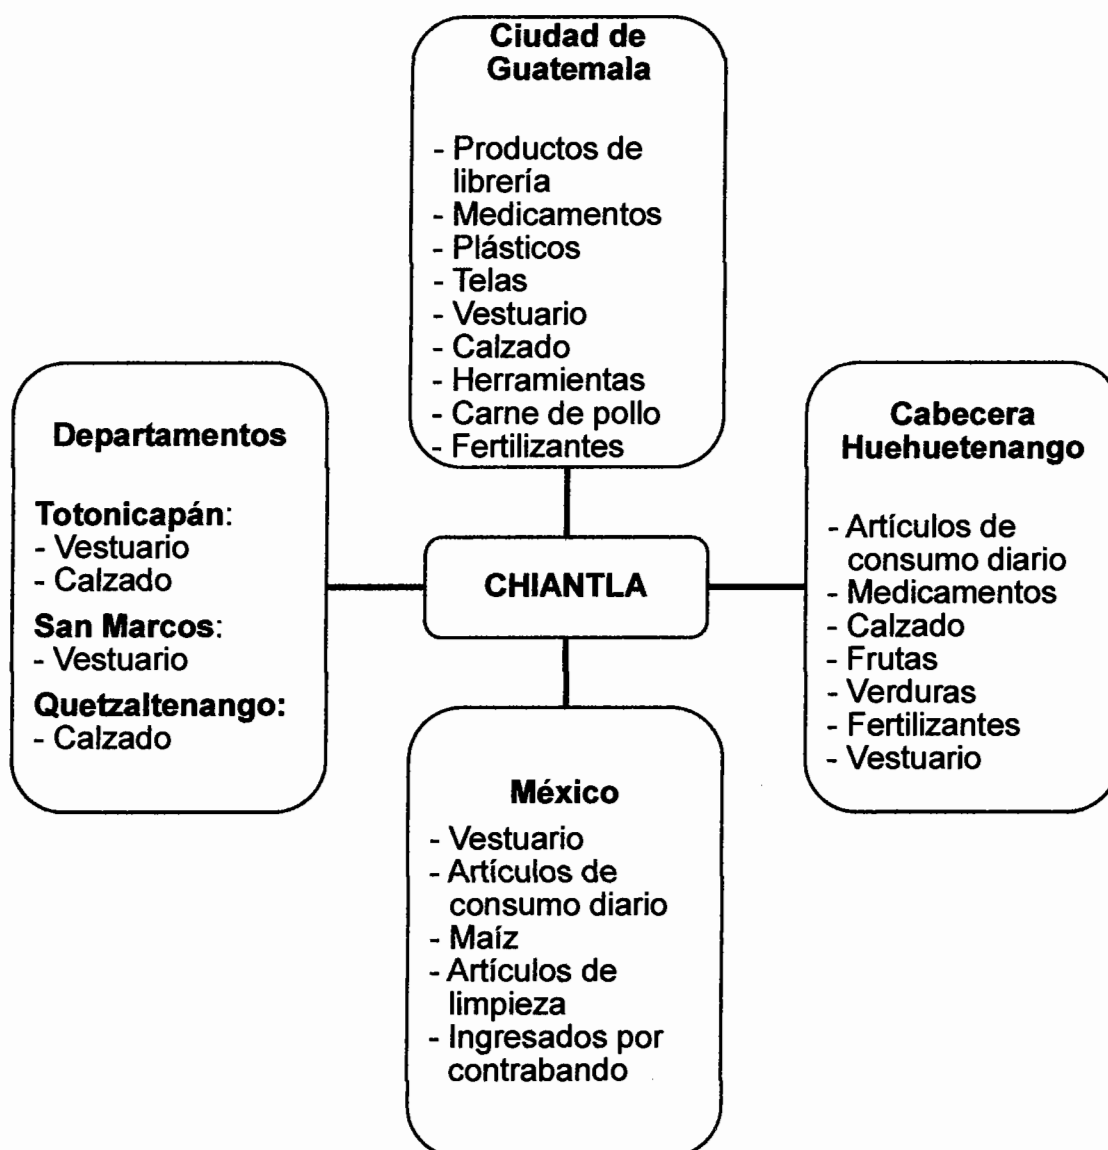 Ciudad de
Guatemala
- Productos de
librería
- Medicamentos
- Plásticos
- Telas
- Vestuario
- Calzado
- Herramientas
- Carne de pollo
- Fertilizantes
Departamentos
Totonicapán:
- Vestuario
- Calzado
San Marcos:
- Vestuario
Quetzaltenango:
- Calzado
CHIANTLA
Cabecera
Huehuetenango
- Artículos de
consumo diario
- Medicamentos
- Calzado
- Frutas
- Verduras
- Fertilizantes
- Vestuario
México
- Vestuario
- Artículos de
consumo diario
- Maíz
- Artículos de
limpieza
- Ingresados por
contrabando